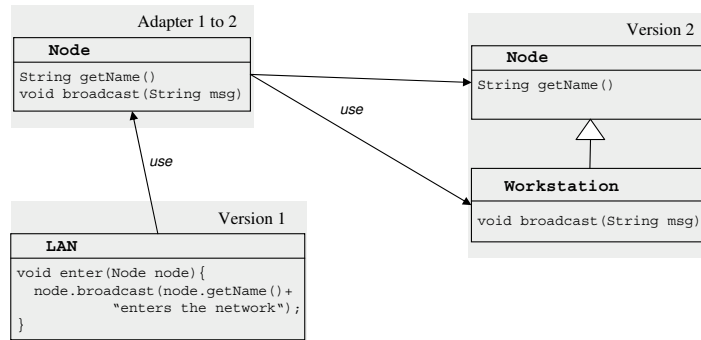 Adapter 1 to 2
Node
String getName()
void broadcast(String msg)
use
Version 1
LAN
void enter(Node node){
node.broadcast(node.getName()+
“enters the network“);
}
use
Version 2
Node
String getName()
Workstation
void broadcast(String msg)